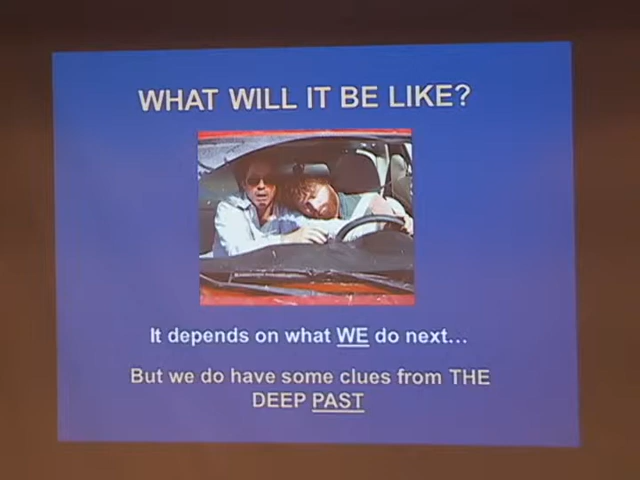 WHAT WILL IT BE LIKE?
It depends on what WE do next...
But we do have some clues from THE
DEEP PAST